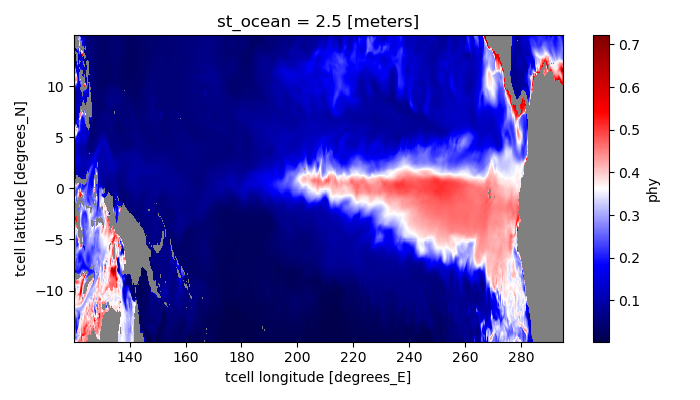 st_ocean = 2.5 [meters]
10
5
0
−5
−10
tcell latitude [degrees_N]
140 160 180 200 220 240 260 280
tcell longitude [degrees_E]
0.7
0.6
0.5
0.4
0.3
0.2
0.1
phy